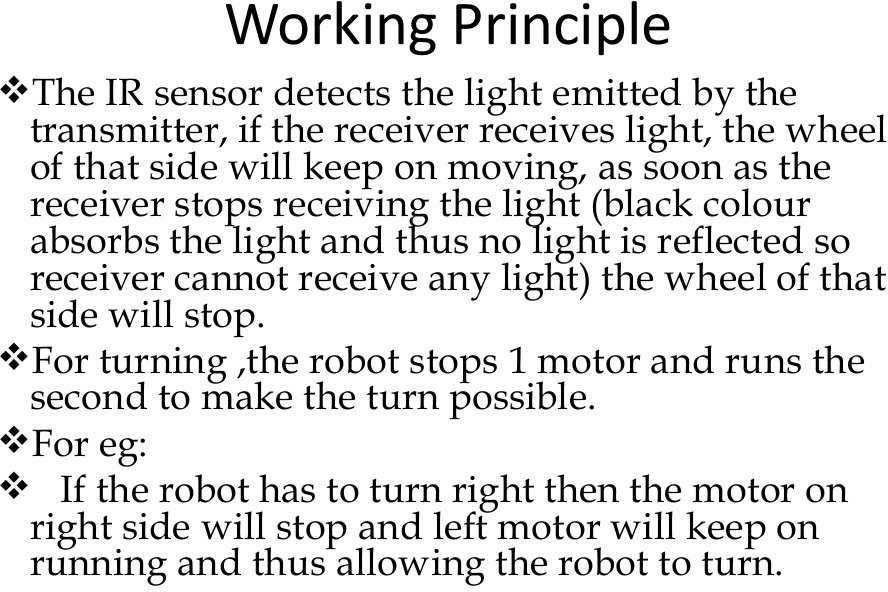 Working Principle
❖The IR sensor detects the light emitted by the
transmitter, if the receiver receives light, the wheel
of that side will keep on moving, as soon as the
receiver stops receiving the light (black colour
absorbs the light and thus no light is reflected so
receiver cannot receive any light) the wheel of that
side will stop.
❖For turning ,the robot stops 1 motor and runs the
second to make the turn possible.
❖For eg:
❖ If the robot has to turn right then the motor on
right side will stop and left motor will keep on
running and thus allowing the robot to turn.